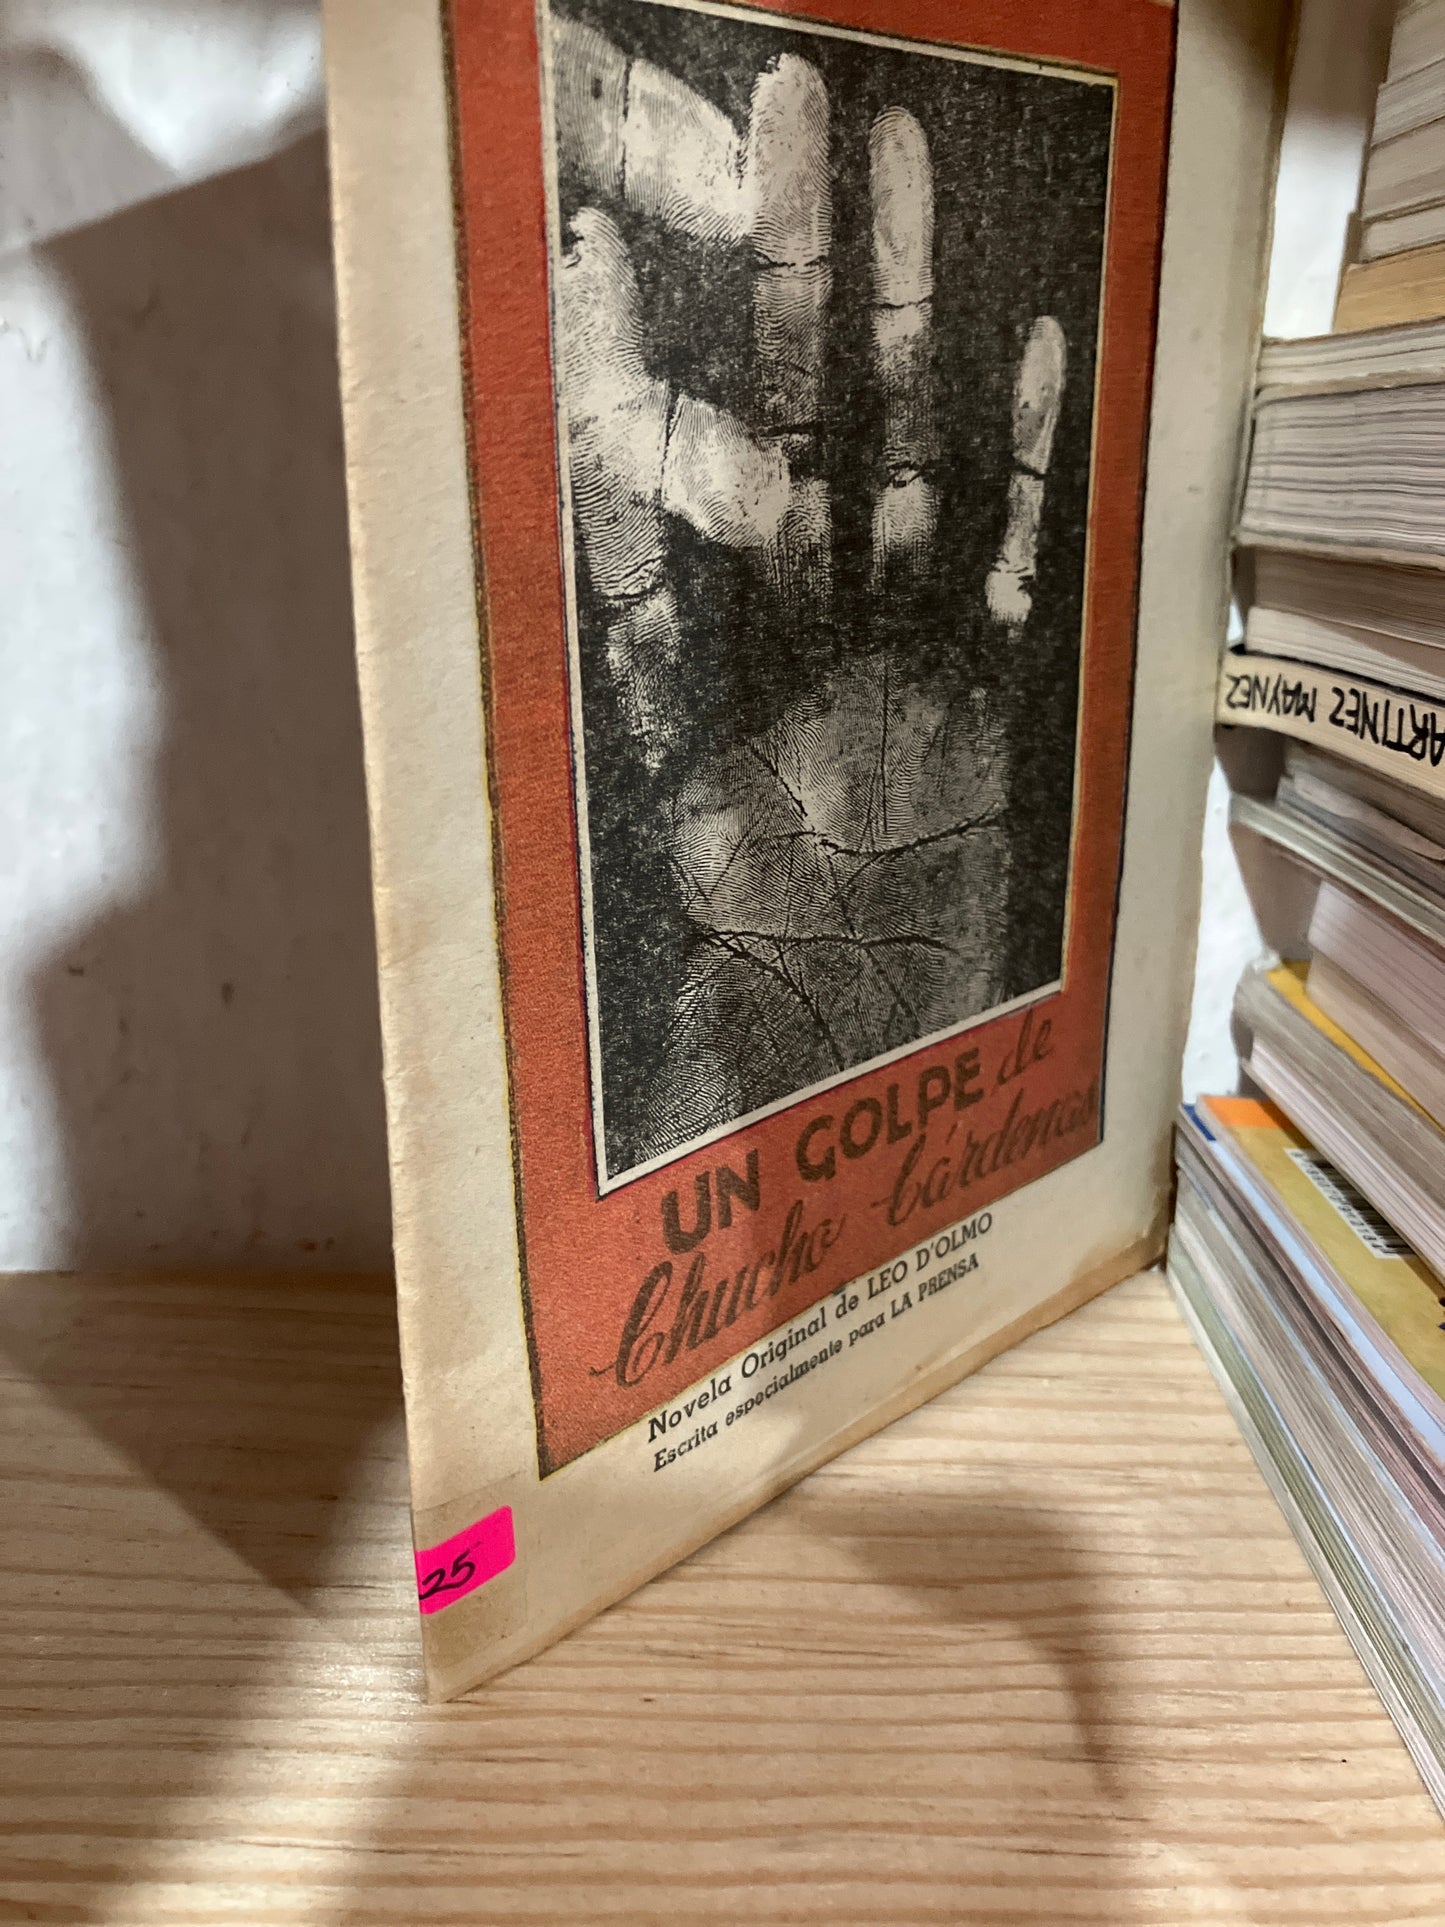 UN GOLPE de
Chucho Cárdenas
Novela Original de LEO D'OLMO
Escrita especialmente para LA PRENSA
25
ARTINEZ MAYNEZ